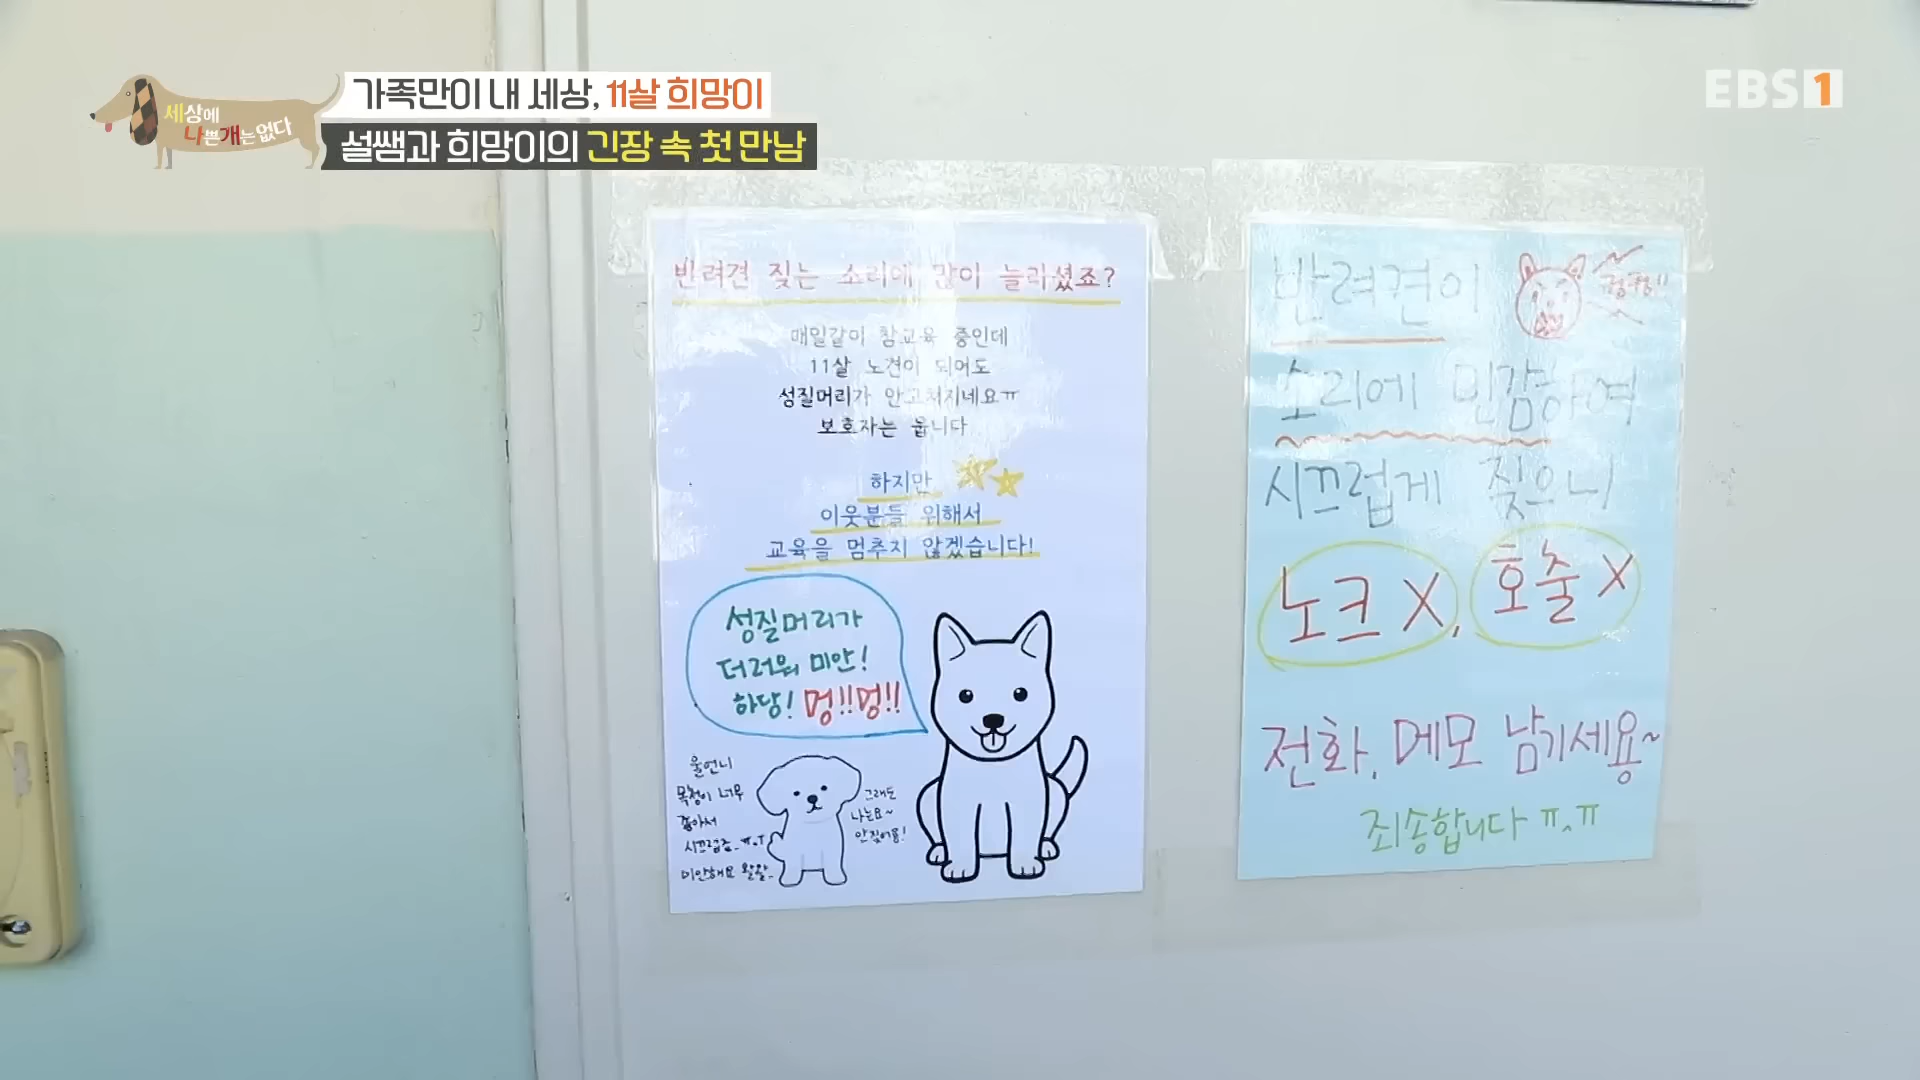 가족만이 내 세상, 11살 희망이
설쌤과 희망이의 긴장 속 첫 만남
세상에
나쁜개는 없다
EBS 1
반려견 짖는 소리에 많이 놀라셨죠?
매일같이 참교육 중인데
11살 노견이 되어도
성질머리가 안고쳐지네요ㅠ
보호자는 웁니다
하지만
이웃분들 위해서
교육을 멈추지 않겠습니다!
성질머리가
더러워 미안!
하당! 멍!!멍!!
울언니
목청이 너무
좋아서
시끄럽죠..ㅠ.ㅜ
미안해요 왈왈..
그래도
나는요~
안짖어용!
반려견이
소리에 민감하여
시끄럽게 짖으니
노크 X, 호출 X
전화, 메모 남기세용~
죄송합니다 ㅠ.ㅠ